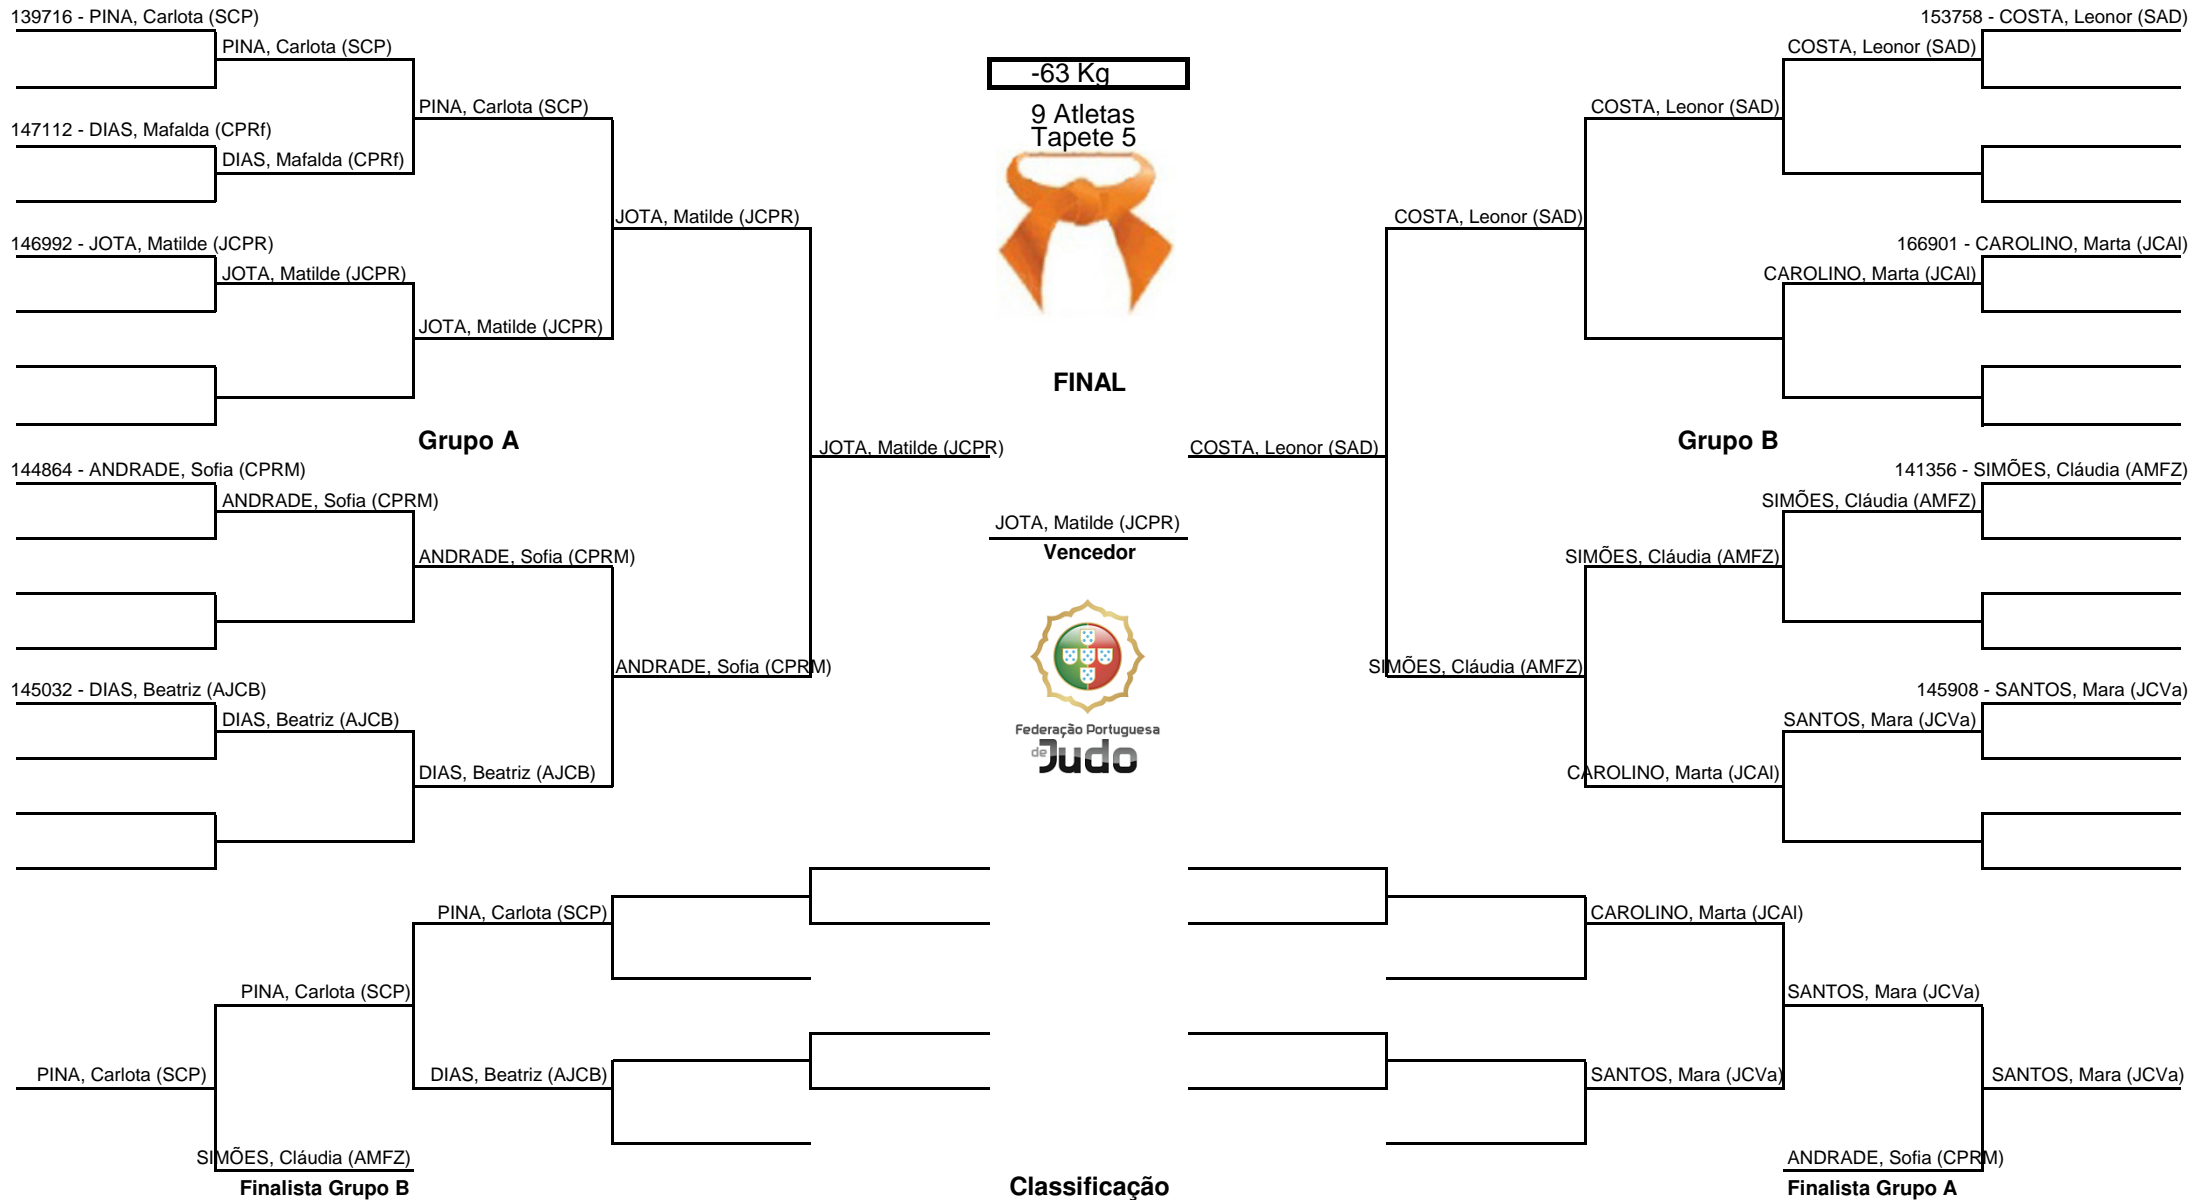 139716 - PINA, Carlota (SCP)
PINA, Carlota (SCP)
PINA, Carlota (SCP)
147112 - DIAS, Mafalda (CPRf)
DIAS, Mafalda (CPRf)
JOTA, Matilde (JCPR)
146992 - JOTA, Matilde (JCPR)
JOTA, Matilde (JCPR)
JOTA, Matilde (JCPR)
Grupo A
JOTA, Matilde (JCPR)
144864 - ANDRADE, Sofia (CPRM)
ANDRADE, Sofia (CPRM)
ANDRADE, Sofia (CPRM)
ANDRADE, Sofia (CPRM)
145032 - DIAS, Beatriz (AJCB)
DIAS, Beatriz (AJCB)
DIAS, Beatriz (AJCB)
-63 Kg
9 Atletas
Tapete 5
FINAL
JOTA, Matilde (JCPR)
Vencedor
Federação Portuguesa
de Judo
153758 - COSTA, Leonor (SAD)
COSTA, Leonor (SAD)
COSTA, Leonor (SAD)
COSTA, Leonor (SAD)
166901 - CAROLINO, Marta (JCAl)
CAROLINO, Marta (JCAl)
Grupo B
COSTA, Leonor (SAD)
141356 - SIMÕES, Cláudia (AMFZ)
SIMÕES, Cláudia (AMFZ)
SIMÕES, Cláudia (AMFZ)
SIMÕES, Cláudia (AMFZ)
145908 - SANTOS, Mara (JCVa)
SANTOS, Mara (JCVa)
CAROLINO, Marta (JCAl)
PINA, Carlota (SCP)
PINA, Carlota (SCP)
PINA, Carlota (SCP)
DIAS, Beatriz (AJCB)
SIMÕES, Cláudia (AMFZ)
Finalista Grupo B
Classificação
CAROLINO, Marta (JCAl)
SANTOS, Mara (JCVa)
SANTOS, Mara (JCVa)
SANTOS, Mara (JCVa)
ANDRADE, Sofia (CPRM)
Finalista Grupo A